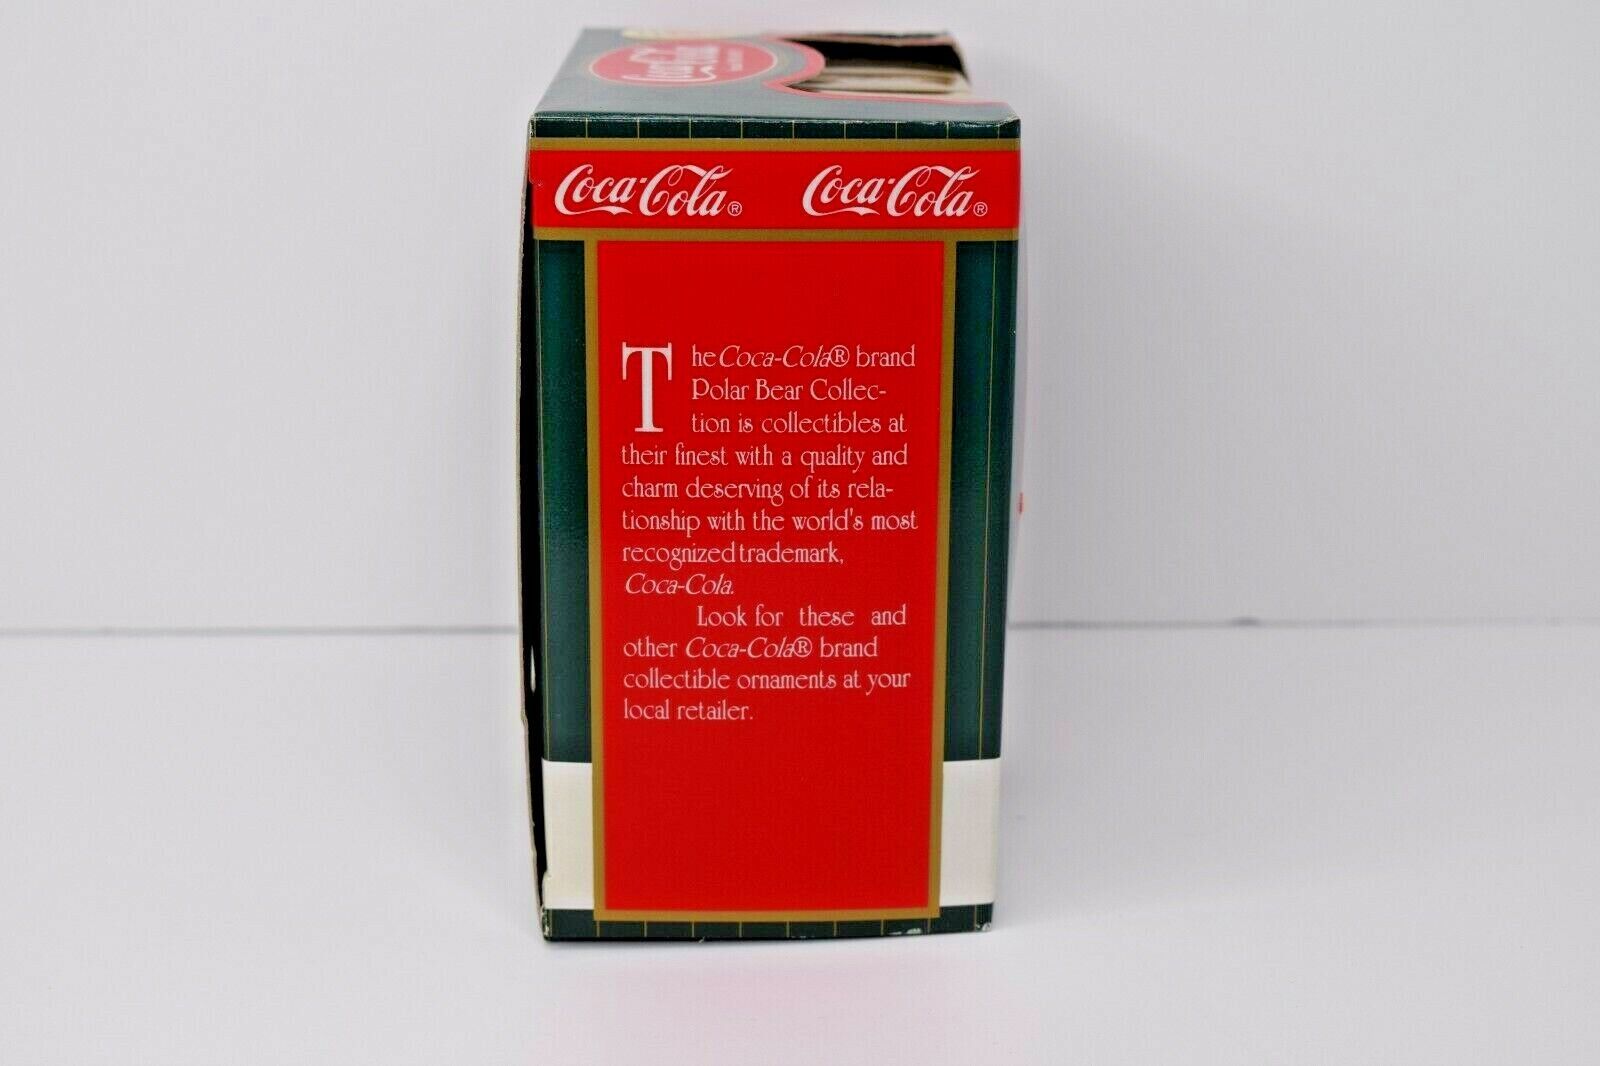 Coca-Cola
Coca-Cola® Coca-Cola®
The Coca-Cola® brand
Polar Bear Collec-
tion is collectibles at
their finest with a quality and
charm deserving of its rela-
tionship with the world's most
recognized trademark,
Coca-Cola.
Look for these and
other Coca-Cola® brand
collectible ornaments at your
local retailer.